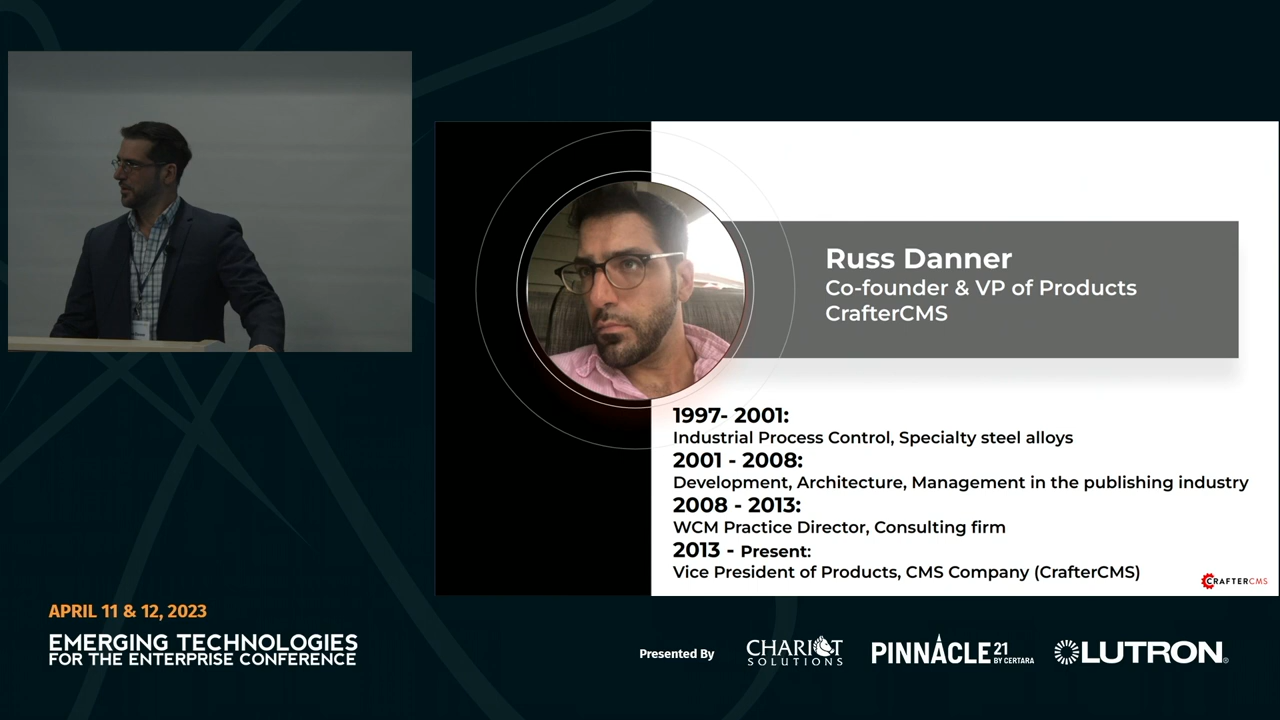 Russ Danner
Co-founder & VP of Products
CrafterCMS
1997- 2001:
Industrial Process Control, Specialty steel alloys
2001 - 2008:
Development, Architecture, Management in the publishing industry
2008 - 2013:
WCM Practice Director, Consulting firm
2013 - Present:
Vice President of Products, CMS Company (CrafterCMS)
CRAFTERCMS
APRIL 11 & 12, 2023
EMERGING TECHNOLOGIES
FOR THE ENTERPRISE CONFERENCE
Presented By
CHARIOT
SOLUTIONS
PINNACLE 21
BY CERTARA
LUTRON®